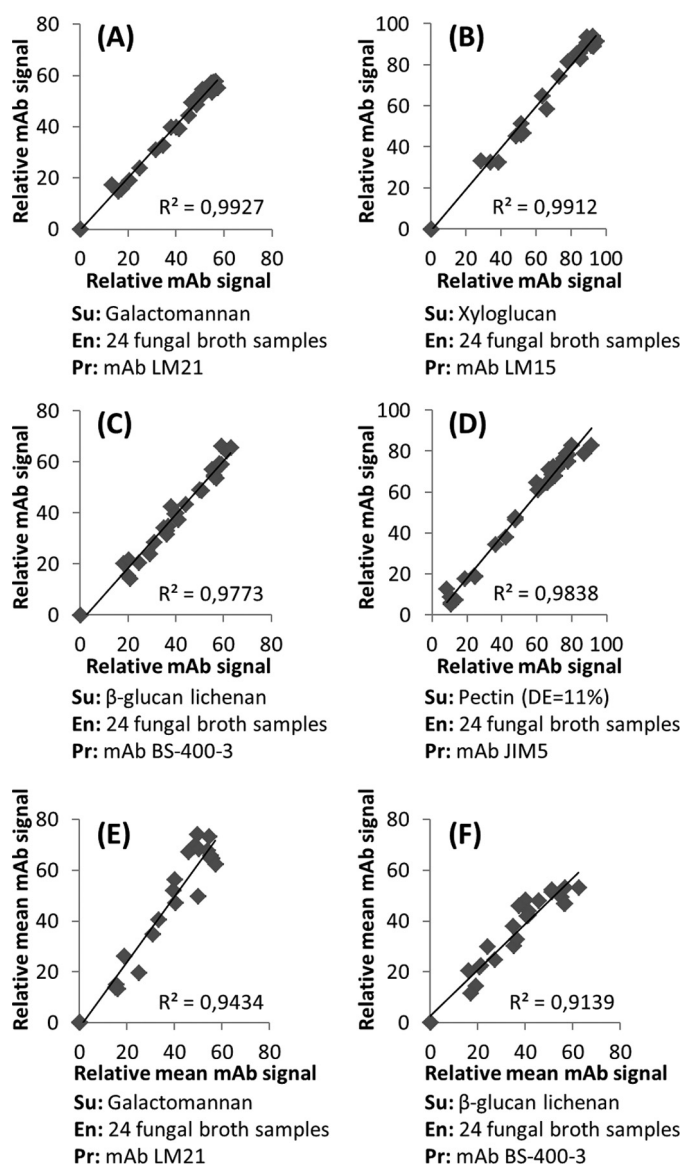 (A)
Relative mAb signal
80
60
40
20
0
0 20 40 60 80
R² = 0,9927
Relative mAb signal
Su: Galactomannan
En: 24 fungal broth samples
Pr: mAb LM21
(B)
Relative mAb signal
100
80
60
40
20
0
0 20 40 60 80 100
R² = 0,9912
Relative mAb signal
Su: Xyloglucan
En: 24 fungal broth samples
Pr: mAb LM15
(C)
Relative mAb signal
80
60
40
20
0
0 20 40 60 80
R² = 0,9773
Relative mAb signal
Su: β-glucan lichenan
En: 24 fungal broth samples
Pr: mAb BS-400-3
(D)
Relative mAb signal
100
80
60
40
20
0
0 20 40 60 80 100
R² = 0,9838
Relative mAb signal
Su: Pectin (DE=11%)
En: 24 fungal broth samples
Pr: mAb JIM5
(E)
Relative mean mAb signal
80
60
40
20
0
0 20 40 60 80
R² = 0,9434
Relative mean mAb signal
Su: Galactomannan
En: 24 fungal broth samples
Pr: mAb LM21
(F)
Relative mean mAb signal
80
60
40
20
0
0 20 40 60 80
R² = 0,9139
Relative mean mAb signal
Su: β-glucan lichenan
En: 24 fungal broth samples
Pr: mAb BS-400-3